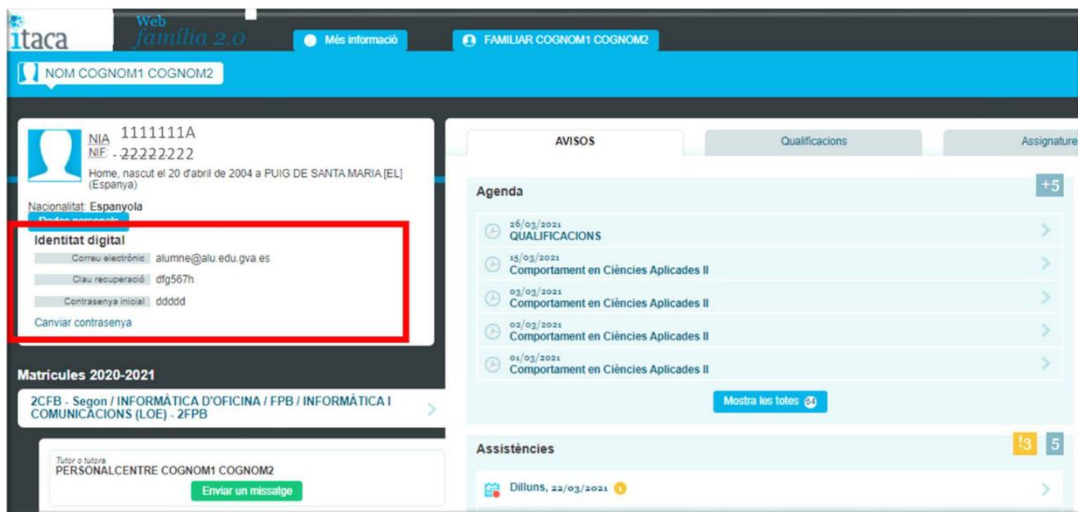 itaca
Web
família 2.0
Més informació
FAMILIAR COGNOM1 COGNOM2
NOM COGNOM1 COGNOM2
NIA 1111111A
NIF: - 22222222
Home, nascut el 20 d'abril de 2004 a PUIG DE SANTA MARIA [EL]
(Espanya)
Nacionalitat: Espanyola
Dades personals
Identitat digital
Correu electrònic alumne@alu.edu.gva.es
Clau recuperació dfg567h
Contrasenya inicial ddddd
Canviar contrasenya
Matrícules 2020-2021
2CFB - Segon / INFORMÀTICA D'OFICINA / FPB / INFORMÀTICA I
COMUNICACIONS (LOE) - 2FPB
Tutor o tutora
PERSONALCENTRE COGNOM1 COGNOM2
Enviar un missatge
AVISOS
Qualificacions
Assignature
Agenda
+5
26/03/2021
QUALIFICACIONS
15/03/2021
Comportament en Ciències Aplicades II
03/03/2021
Comportament en Ciències Aplicades II
02/03/2021
Comportament en Ciències Aplicades II
01/03/2021
Comportament en Ciències Aplicades II
Mostra les totes 64
Assistències
!3 5
Dilluns, 22/03/2021